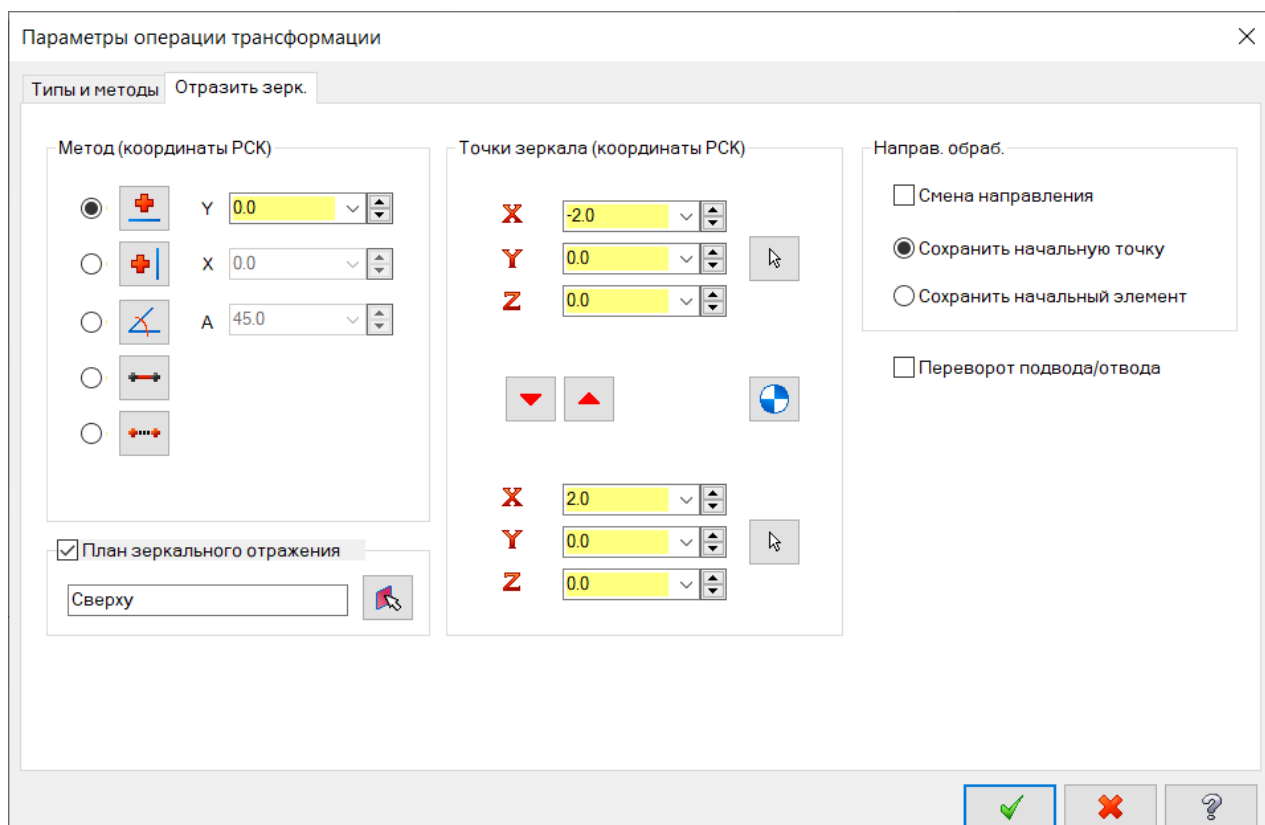 Параметры операции трансформации
Типы и методы
Отразить зерк.
Метод (координаты РСК)
Y 0.0
X 0.0
A 45.0
План зеркального отражения
Сверху
Точки зеркала (координаты РСК)
X -2.0
Y 0.0
Z 0.0
X 2.0
Y 0.0
Z 0.0
Направ. обраб.
Смена направления
Сохранить начальную точку
Сохранить начальный элемент
Переворот подвода/отвода
?